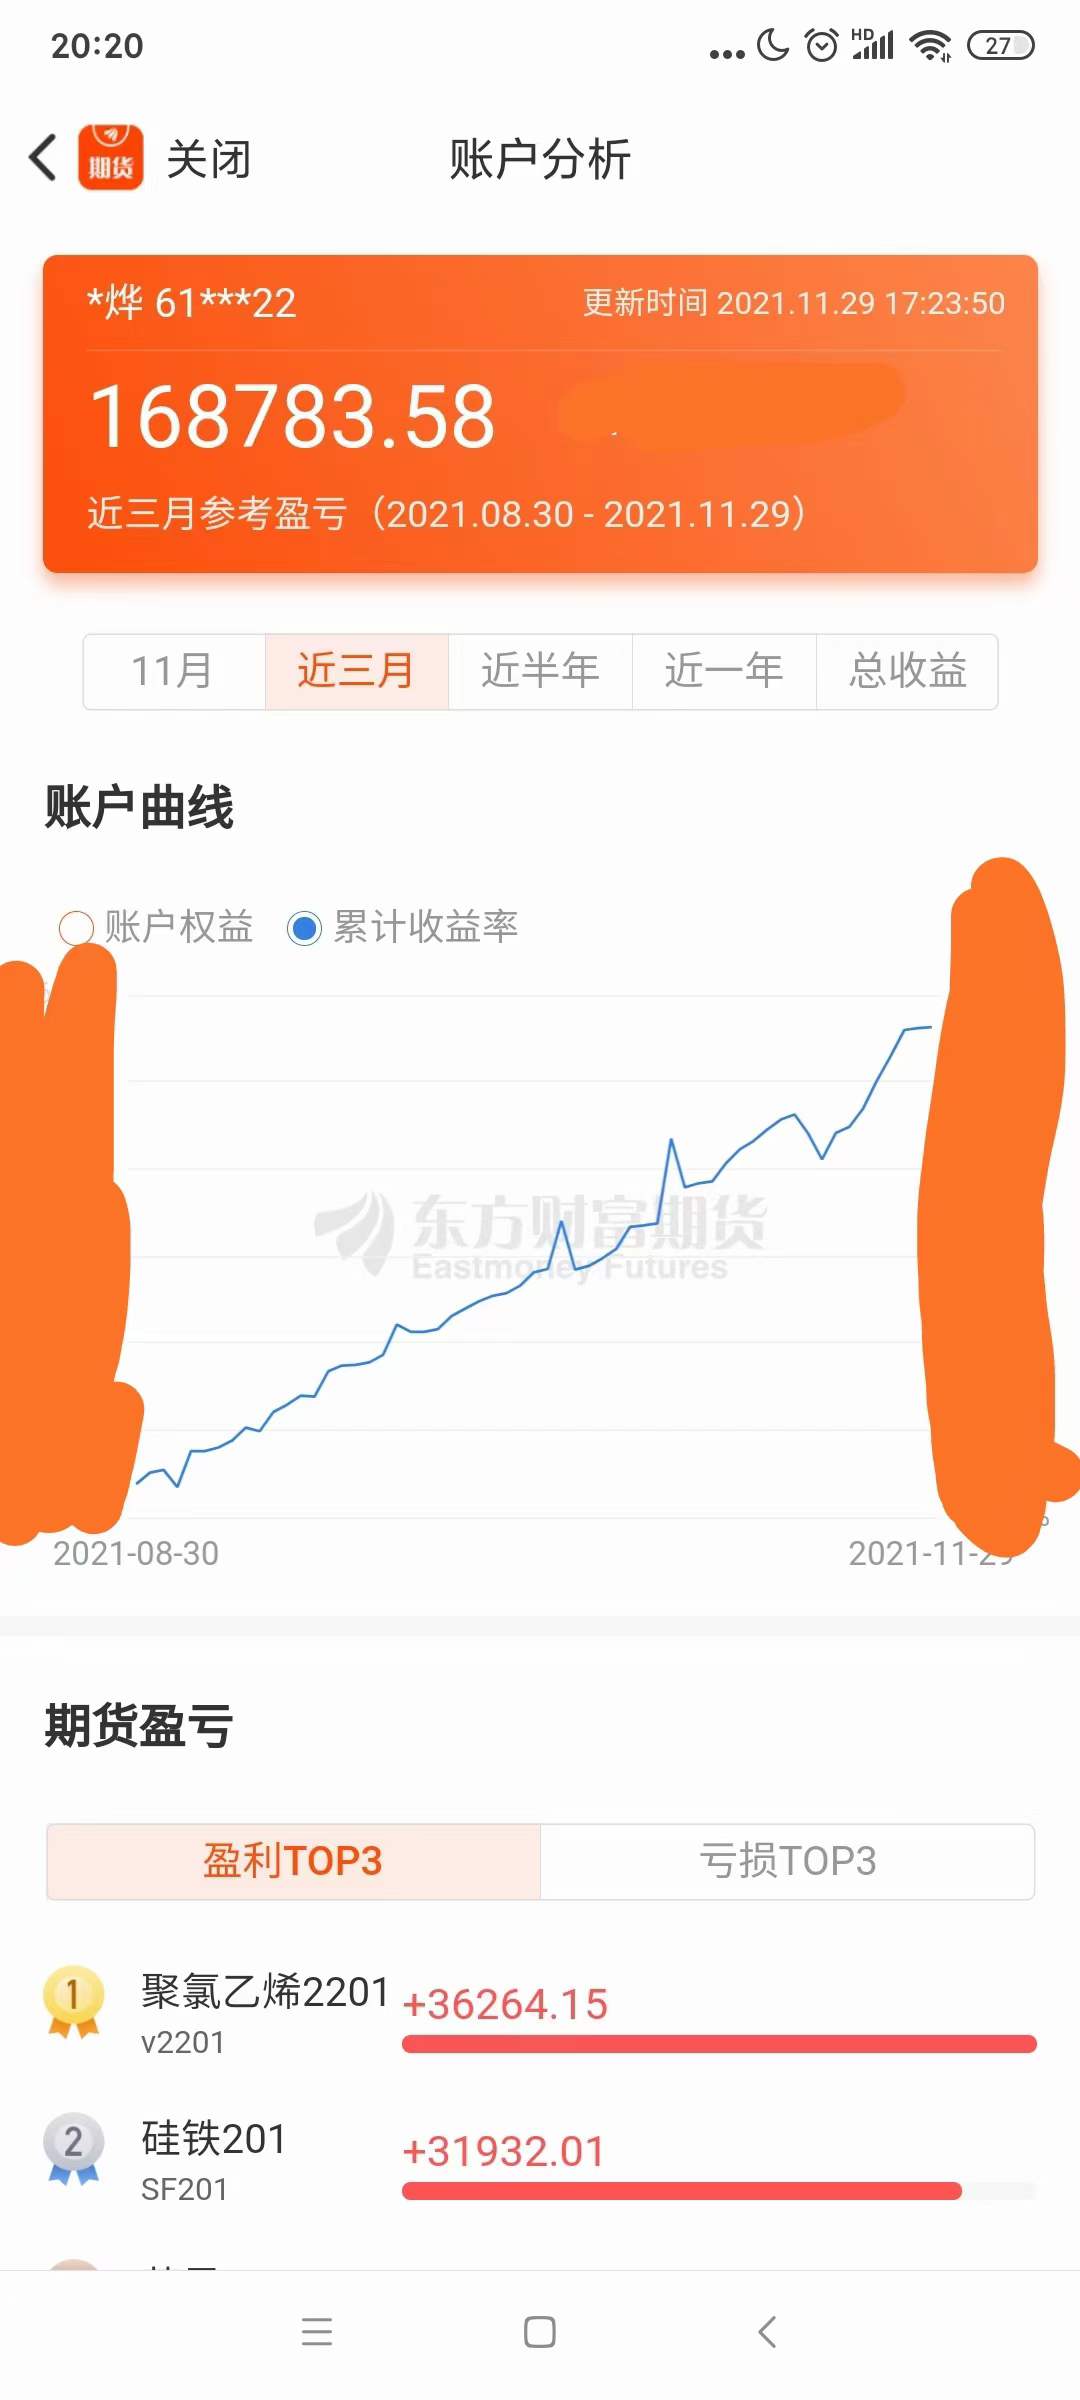 20:20
HD
27
期货 关闭 账户分析
*烨 61***22 更新时间 2021.11.29 17:23:50
168783.58
近三月参考盈亏（2021.08.30 - 2021.11.29）
11月 近三月 近半年 近一年 总收益
账户曲线
账户权益 累计收益率
东方财富期货
Eastmoney Futures
2021-08-30 2021-11-29
期货盈亏
盈利TOP3 亏损TOP3
1 聚氯乙烯2201 +36264.15
v2201
2 硅铁201 +31932.01
SF201